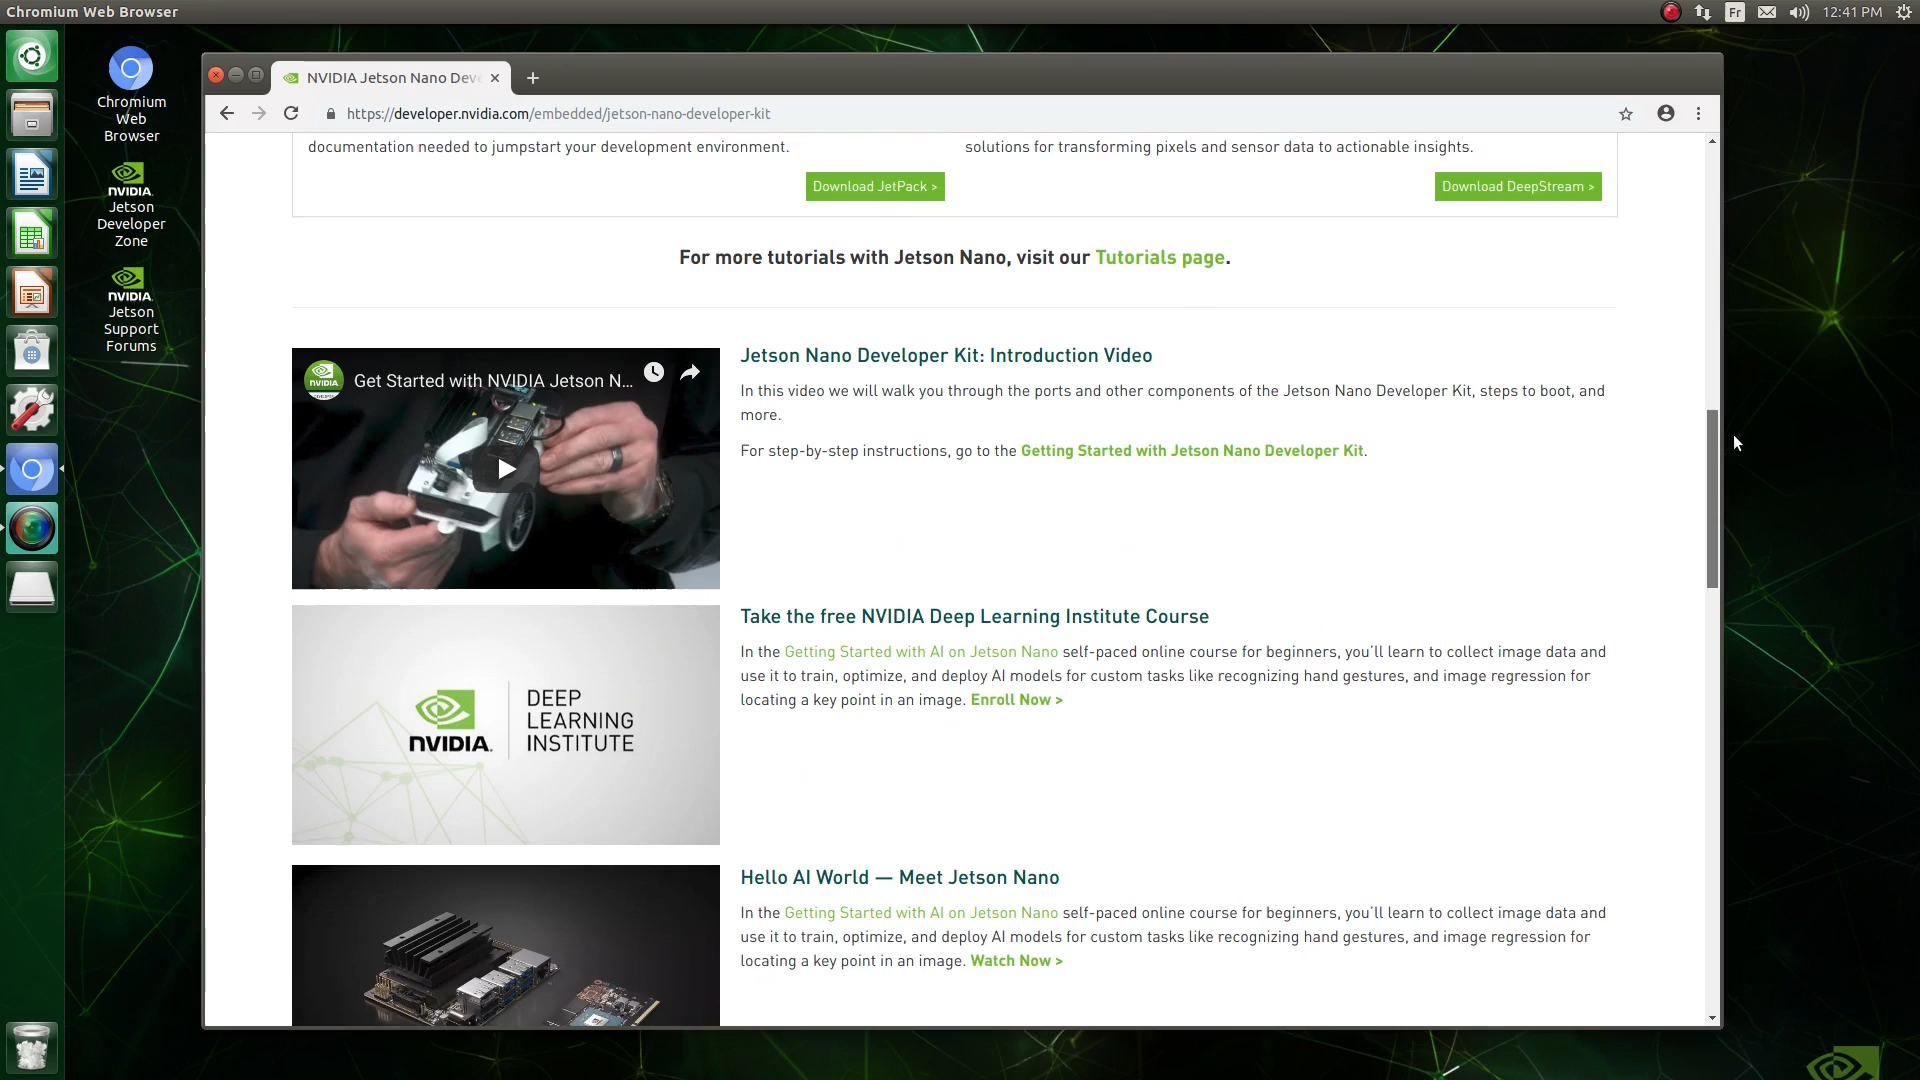 Chromium Web Browser
Fr
12:41 PM
Chromium
Web
Browser
NVIDIA.
Jetson
Developer
Zone
NVIDIA.
Jetson
Support
Forums
NVIDIA Jetson Nano Dev
https://developer.nvidia.com/embedded/jetson-nano-developer-kit
documentation needed to jumpstart your development environment.
solutions for transforming pixels and sensor data to actionable insights.
Download JetPack >
Download DeepStream >
For more tutorials with Jetson Nano, visit our Tutorials page.
NVIDIA
Get Started with NVIDIA Jetson N...
Jetson Nano Developer Kit: Introduction Video
In this video we will walk you through the ports and other components of the Jetson Nano Developer Kit, steps to boot, and
more.
For step-by-step instructions, go to the Getting Started with Jetson Nano Developer Kit.
NVIDIA.
DEEP
LEARNING
INSTITUTE
Take the free NVIDIA Deep Learning Institute Course
In the Getting Started with AI on Jetson Nano self-paced online course for beginners, you'll learn to collect image data and
use it to train, optimize, and deploy AI models for custom tasks like recognizing hand gestures, and image regression for
locating a key point in an image. Enroll Now >
Hello AI World — Meet Jetson Nano
In the Getting Started with AI on Jetson Nano self-paced online course for beginners, you'll learn to collect image data and
use it to train, optimize, and deploy AI models for custom tasks like recognizing hand gestures, and image regression for
locating a key point in an image. Watch Now >